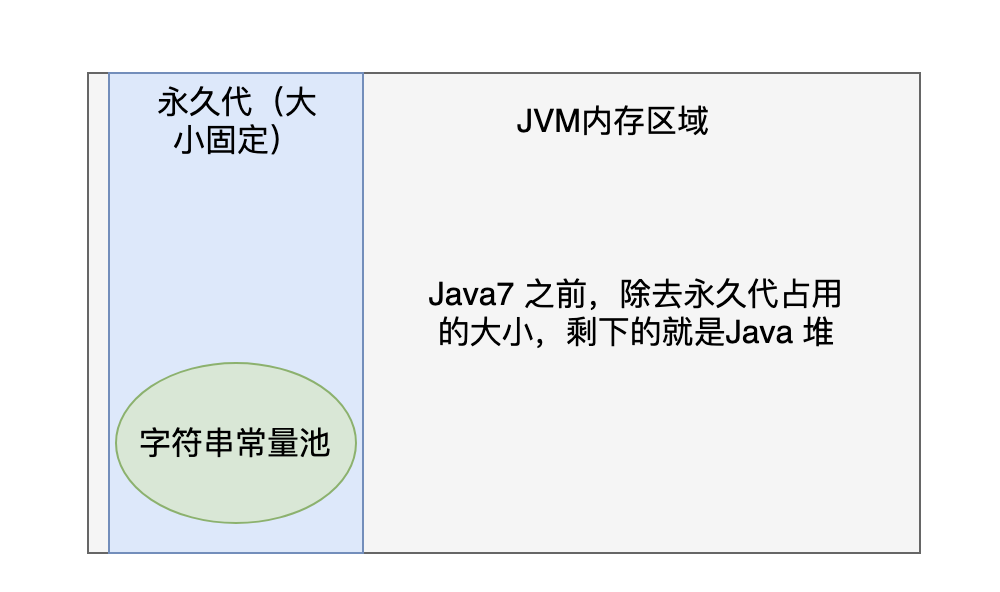 永久代（大
小固定）
JVM内存区域
Java7 之前，除去永久代占用
的大小，剩下的就是Java 堆
字符串常量池